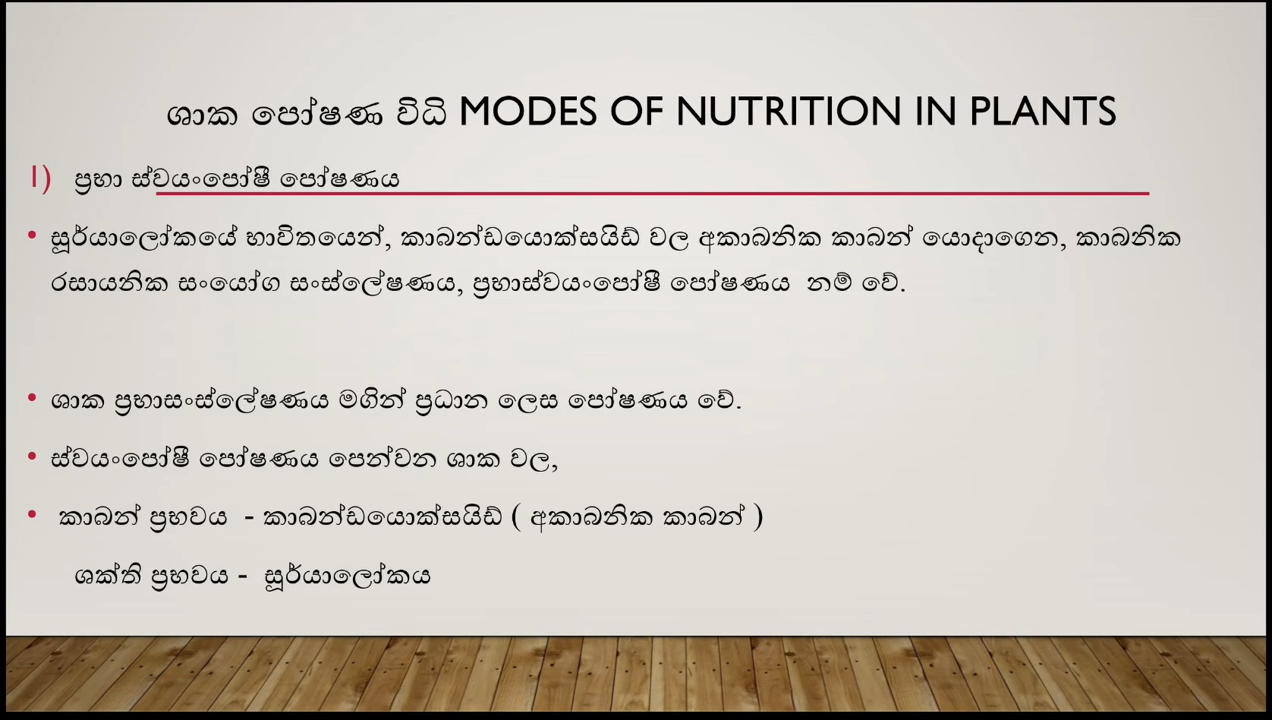 ශාක පෝෂණ විධි MODES OF NUTRITION IN PLANTS
I) ප්‍රභා ස්වයංපෝෂී පෝෂණය
• සූර්යාලෝකයේ භාවිතයෙන්, කාබන්ඩයොක්සයිඩ් වල අකාබනික කාබන් යොදාගෙන, කාබනික
රසායනික සංයෝග සංස්ලේෂණය, ප්‍රභාස්වයංපෝෂී පෝෂණය නම් වේ.
• ශාක ප්‍රභාසංස්ලේෂණය මගින් ප්‍රධාන ලෙස පෝෂණය වේ.
• ස්වයංපෝෂී පෝෂණය පෙන්වන ශාක වල,
• කාබන් ප්‍රභවය - කාබන්ඩයොක්සයිඩ් ( අකාබනික කාබන් )
ශක්ති ප්‍රභවය - සූර්යාලෝකය